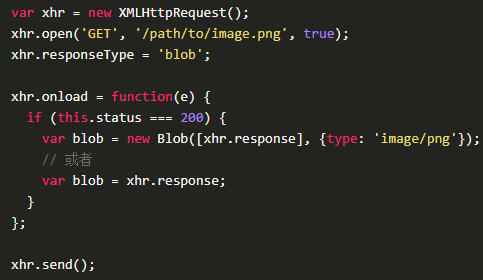 var xhr = new XMLHttpRequest();
xhr.open('GET', '/path/to/image.png', true);
xhr.responseType = 'blob';

xhr.onload = function(e) {
  if (this.status === 200) {
    var blob = new Blob([xhr.response], {type: 'image/png'});
    // 或者
    var blob = xhr.response;
  }
};

xhr.send();